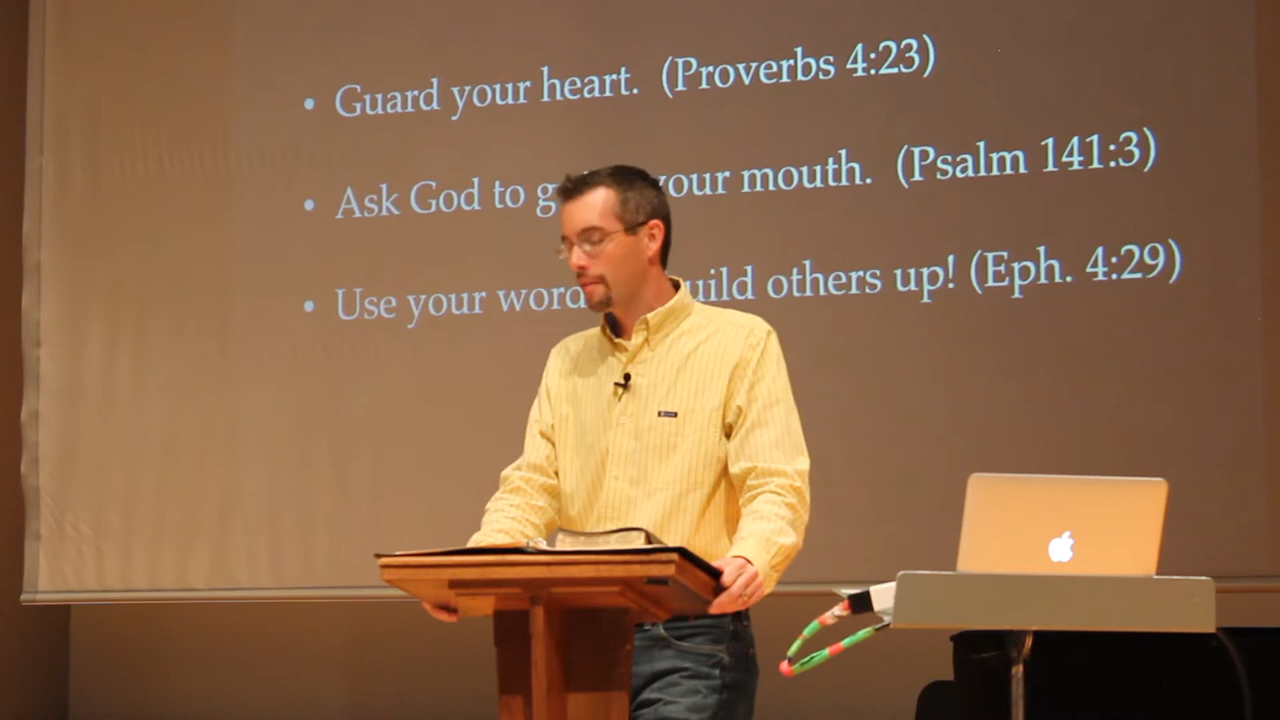 • Guard your heart. (Proverbs 4:23)
• Ask God to your mouth. (Psalm 141:3)
• Use your others up! (Eph. 4:29)